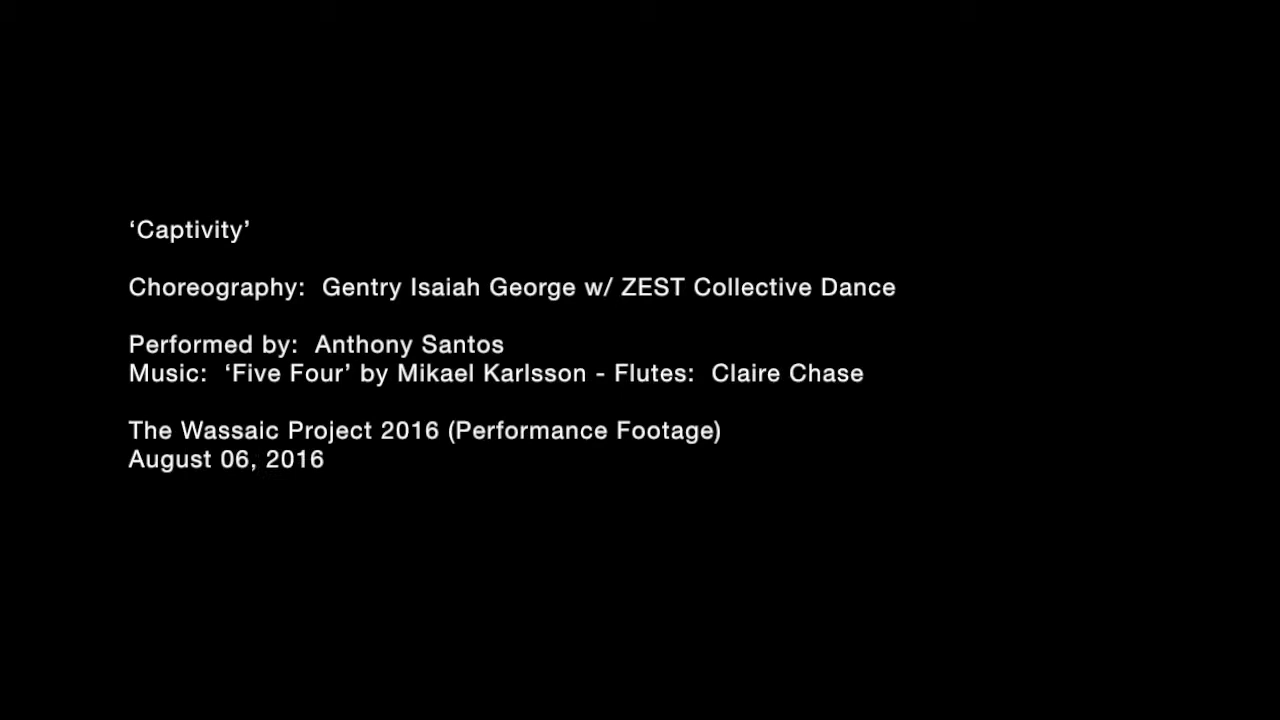 ‘Captivity’
Choreography:  Gentry Isaiah George w/ ZEST Collective Dance
Performed by:  Anthony Santos
Music:  ‘Five Four’ by Mikael Karlsson - Flutes:  Claire Chase
The Wassaic Project 2016 (Performance Footage)
August 06, 2016